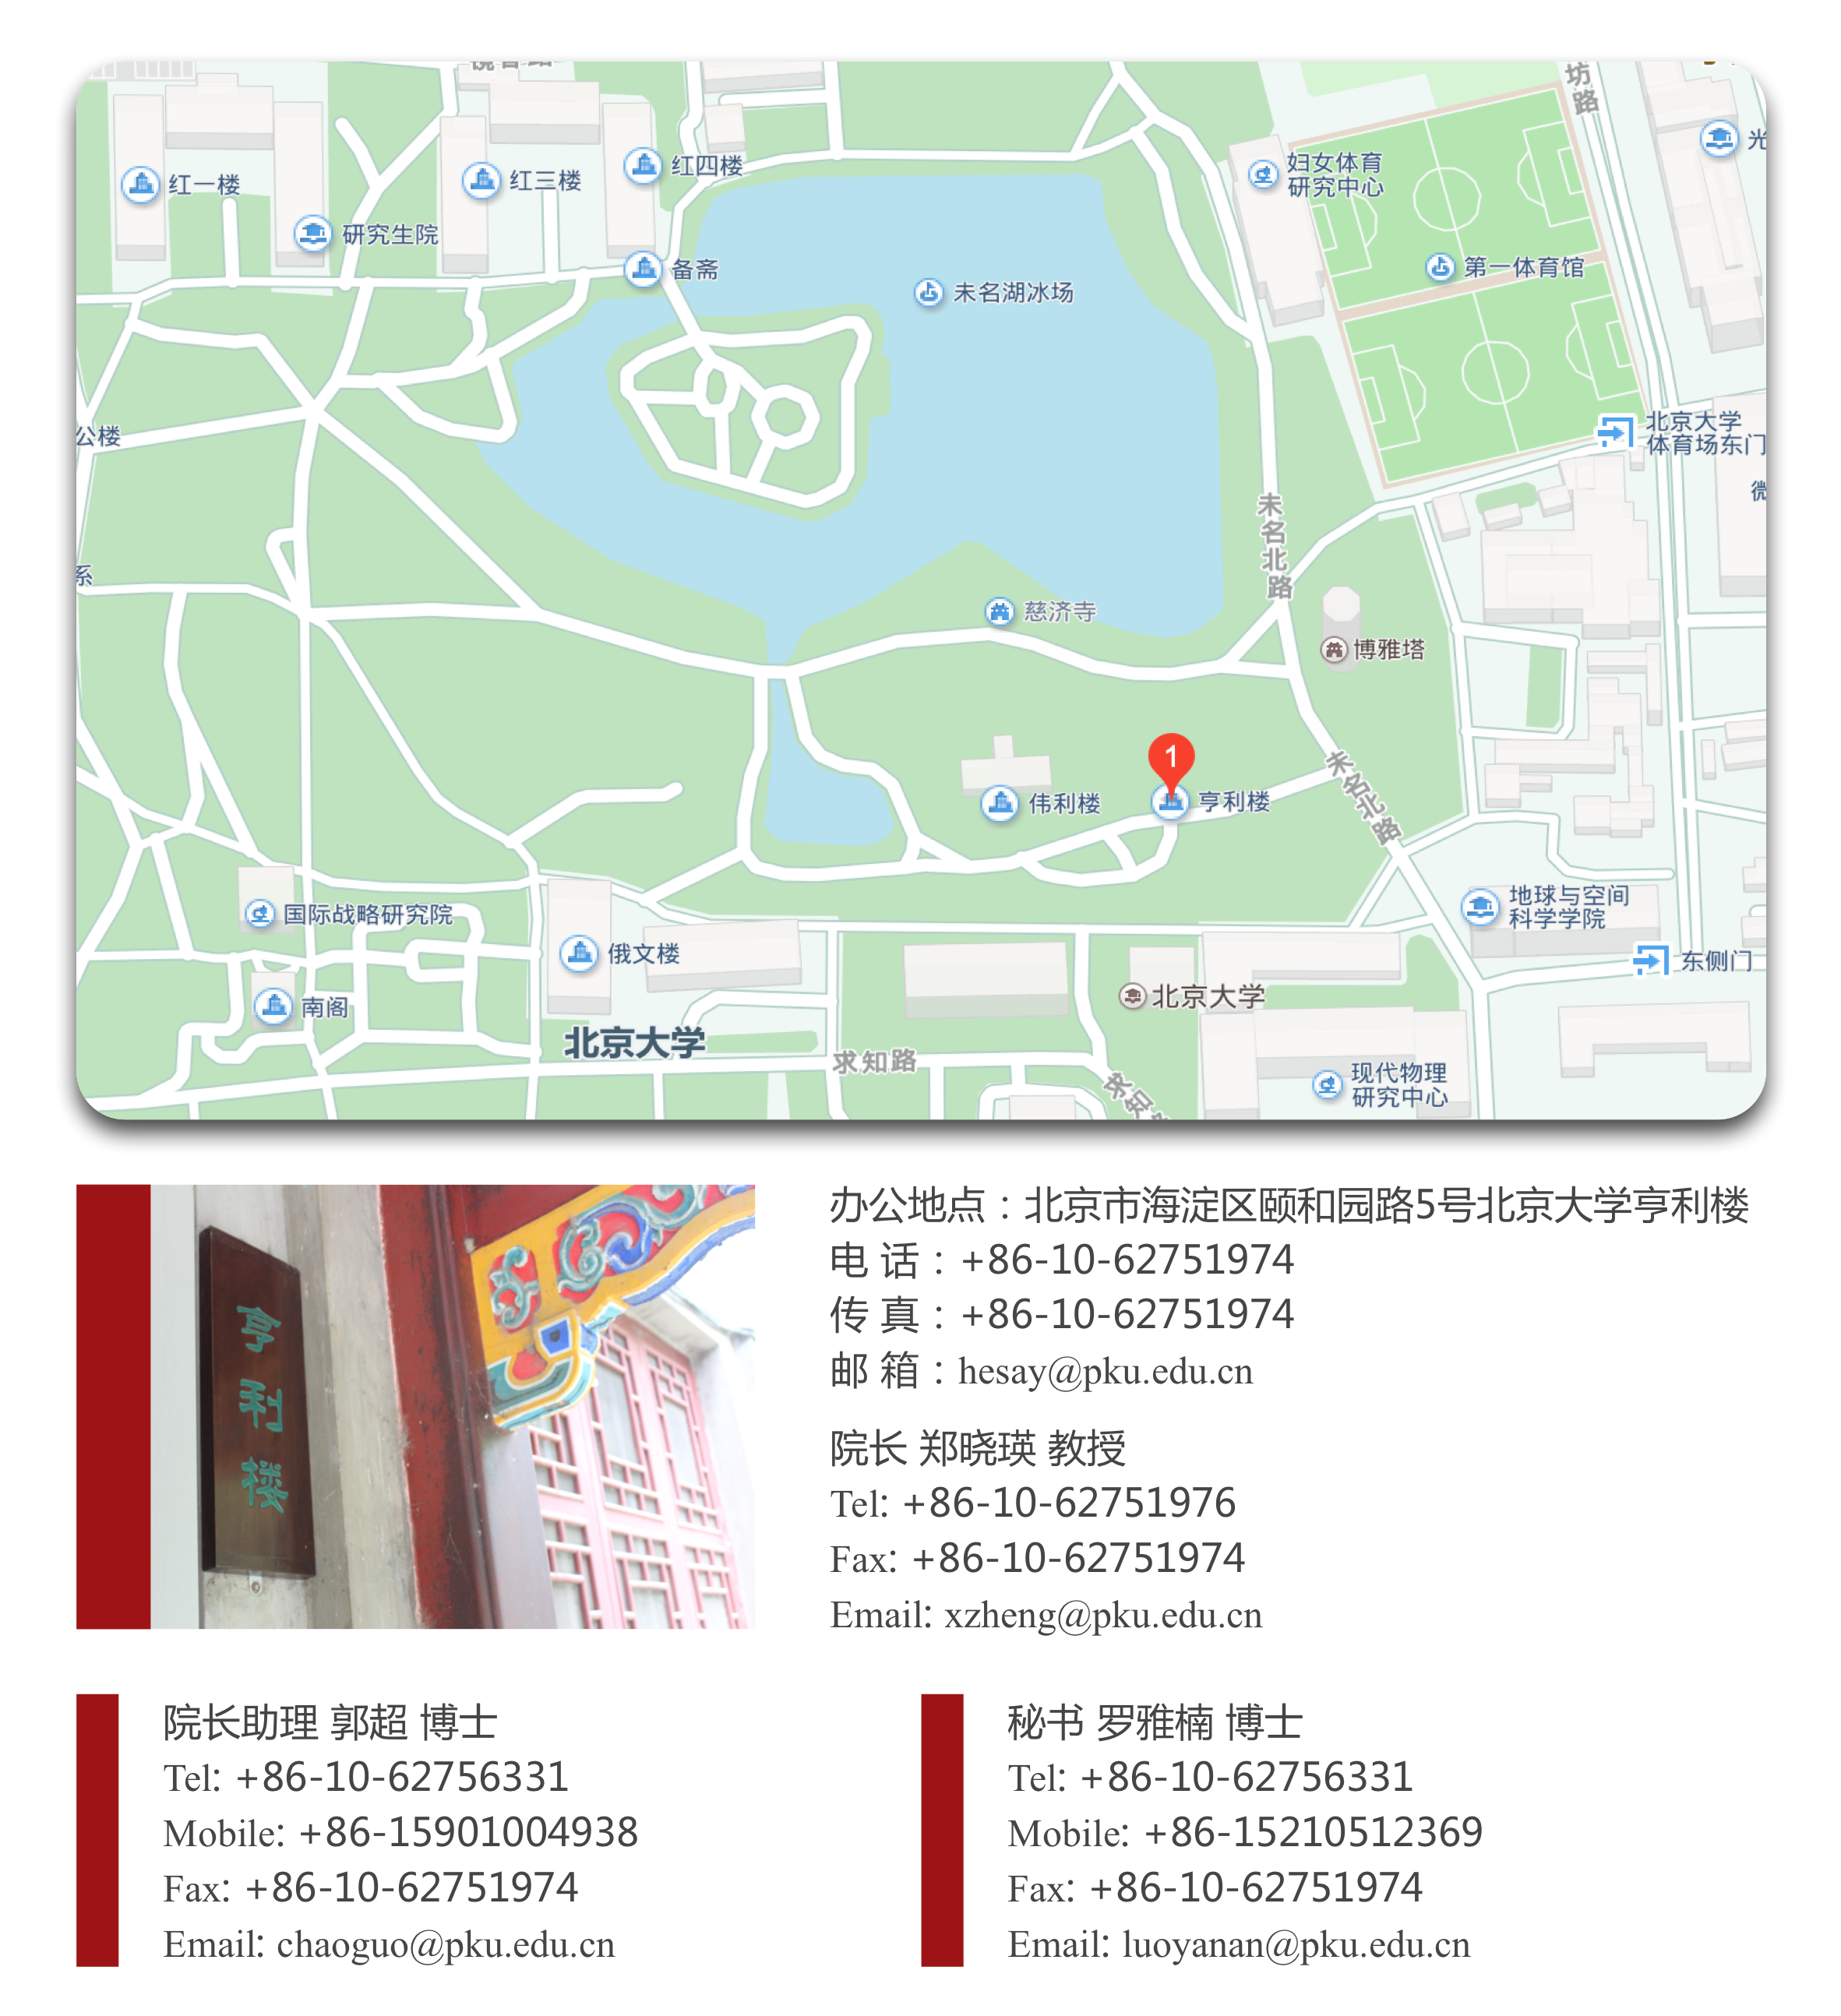 坊
路
光
红一楼
红三楼
红四楼
妇女体育
研究中心
研究生院
备斋
未名湖冰场
第一体育馆
公楼
北京大学
体育场东门
微
未名北路
系
慈济寺
博雅塔
1
伟利楼
亨利楼
未名北路
国际战略研究院
地球与空间
科学学院
俄文楼
东侧门
南阁
北京大学
北京大学
求知路
求知
现代物理
研究中心
亨利楼
办公地点：北京市海淀区颐和园路5号北京大学亨利楼
电 话：+86-10-62751974
传 真：+86-10-62751974
邮 箱：hesay@pku.edu.cn
院长 郑晓瑛 教授
Tel: +86-10-62751976
Fax: +86-10-62751974
Email: xzheng@pku.edu.cn
院长助理 郭超 博士
Tel: +86-10-62756331
Mobile: +86-15901004938
Fax: +86-10-62751974
Email: chaoguo@pku.edu.cn
秘书 罗雅楠 博士
Tel: +86-10-62756331
Mobile: +86-15210512369
Fax: +86-10-62751974
Email: luoyanan@pku.edu.cn